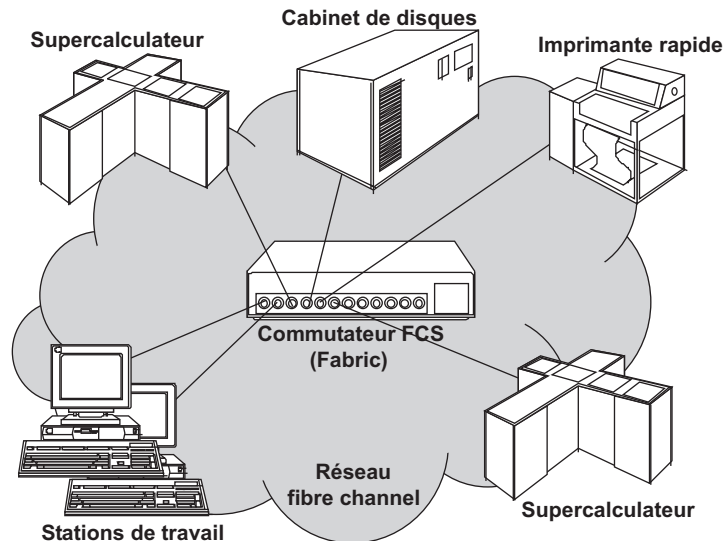 Cabinet de disques
Supercalculateur
Imprimante rapide
Commutateur FCS
(Fabric)
Réseau
fibre channel
Supercalculateur
Stations de travail